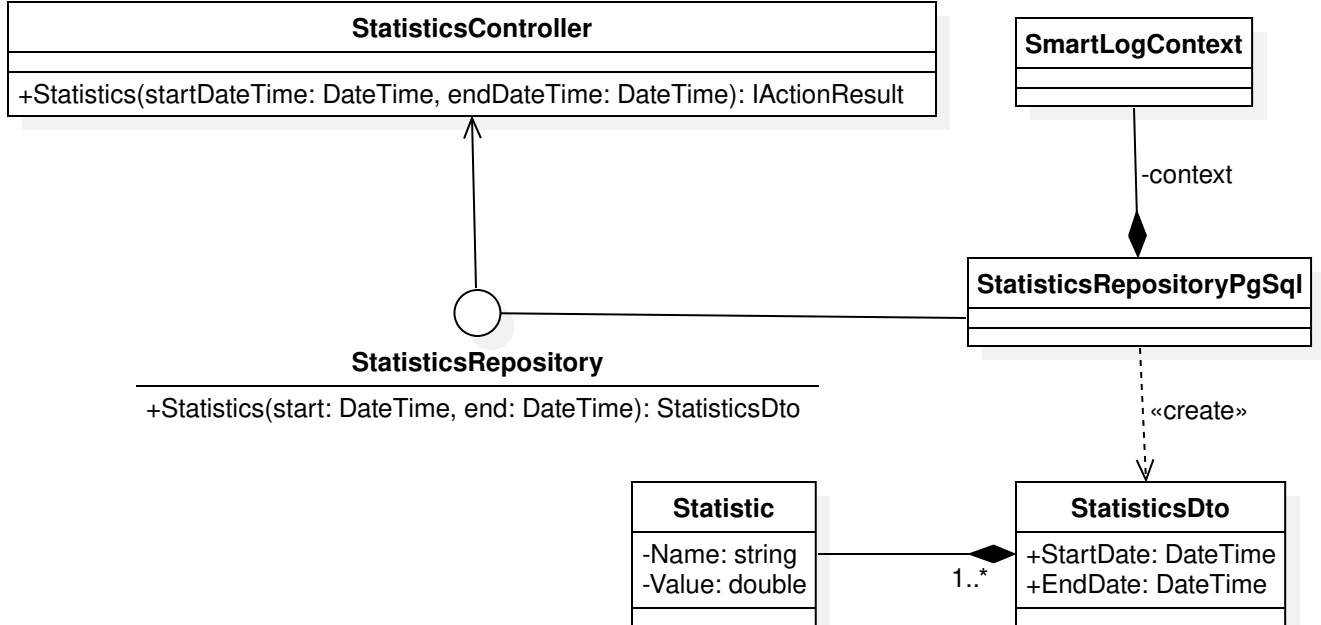 StatisticsController
+Statistics(startDateTime: DateTime, endDateTime: DateTime): IActionResult
SmartLogContext
-context
StatisticsRepositoryPgSql
StatisticsRepository
+Statistics(start: DateTime, end: DateTime): StatisticsDto
«create»
Statistic
-Name: string
-Value: double
1..*
StatisticsDto
+StartDate: DateTime
+EndDate: DateTime